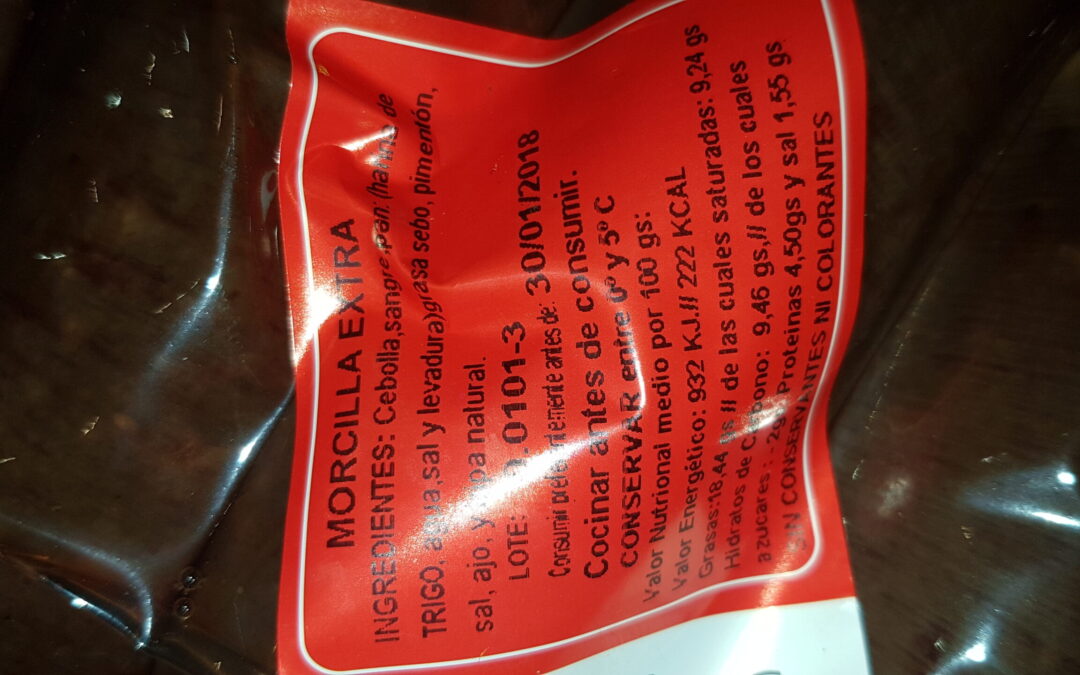 MORCILLA EXTRA
INGREDIENTES: Cebolla,sangre,pan: (harina de
TRIGO, agua,sal y levadura)grasa sebo, pimentón,
sal, ajo, y natural.
LOTE: 0101-3
Consumir preferentemente antes de: 30/01/2018
Cocinar antes de consumir.
CONSERVAR entre 0º y 5º C
Valor Nutrional medio por 100 gs:
Valor Energético: 932 KJ.// 222 KCAL
Grasas:18,44 gs // de las cuales saturadas: 9,24 gs
Hidratos de Carbono: 9,46 gs,// de los cuales
azucares : Proteinas 4,50gs y sal 1,55 gs
SIN CONSERVANTES NI COLORANTES